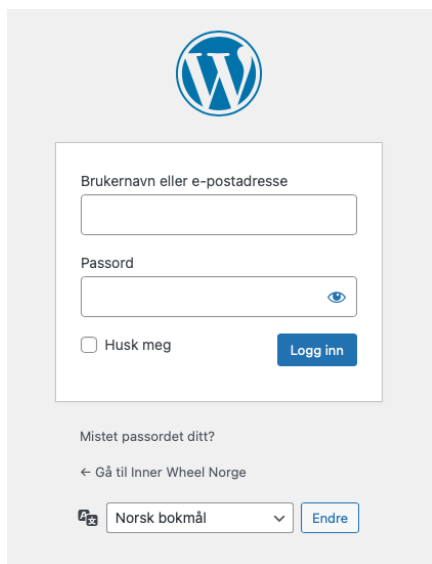 Brukernavn eller e-postadresse
Passord
Husk meg
Logg inn
Mistet passordet ditt?
← Gå til Inner Wheel Norge
Norsk bokmål
Endre